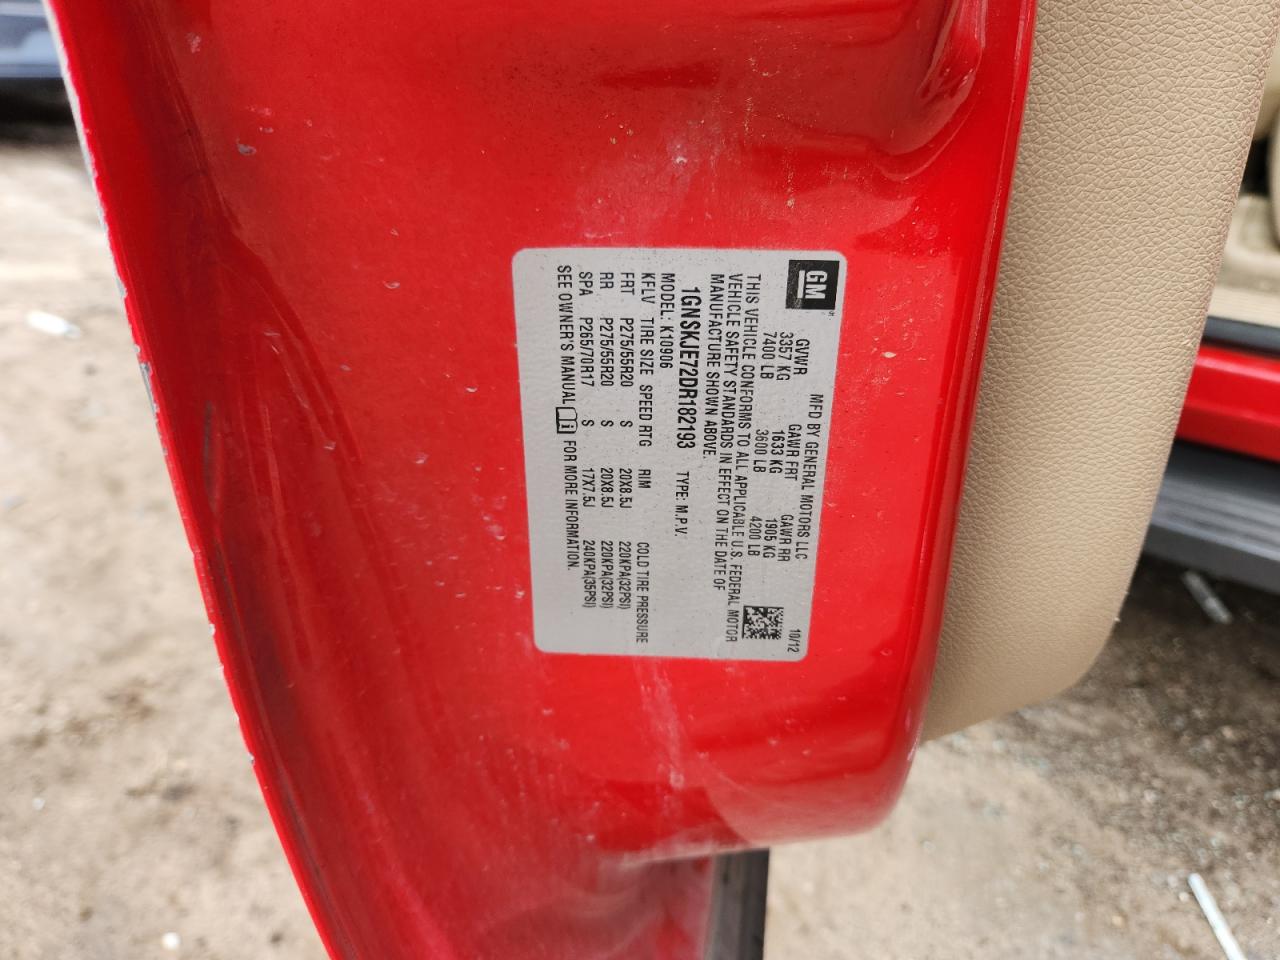 GM
MFD BY GENERAL MOTORS LLC 10/12
GVWR GAWR FRT GAWR RR
3357 KG 1633 KG 1905 KG
7400 LB 3600 LB 4200 LB
THIS VEHICLE CONFORMS TO ALL APPLICABLE U.S. FEDERAL MOTOR
VEHICLE SAFETY STANDARDS IN EFFECT ON THE DATE OF
MANUFACTURE SHOWN ABOVE.
1GNSKJE72DR182193 TYPE: M.P.V.
MODEL: K10906
KFLV TIRE SIZE SPEED RTG RIM COLD TIRE PRESSURE
FRT P275/55R20 S 20X8.5J 220KPA(32PSI)
RR P275/55R20 S 20X8.5J 220KPA(32PSI)
SPA P265/70R17 S 17X7.5J 240KPA(35PSI)
SEE OWNER'S MANUAL FOR MORE INFORMATION.